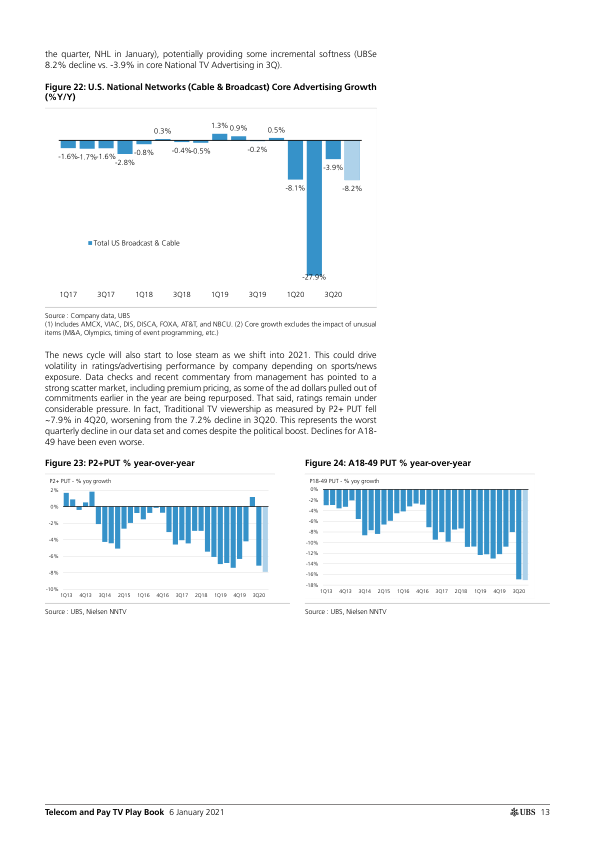 the quarter, NHL in January), potentially providing some incremental softness (UBSe
8.2% decline vs. -3.9% in core National TV Advertising in 3Q).
Figure 22: U.S. National Networks (Cable & Broadcast) Core Advertising Growth
(%Y/Y)
-1.6% -1.7% -1.6% -2.8% -0.8% 0.3% -0.4% -0.5% 1.3% 0.9% -0.2% 0.5% -8.1% -27.9% -3.9% -8.2%
Total US Broadcast & Cable
1Q17 3Q17 1Q18 3Q18 1Q19 3Q19 1Q20 3Q20
Source : Company data, UBS
(1) Includes AMCX, VIAC, DIS, DISCA, FOXA, AT&T, and NBCU. (2) Core growth excludes the impact of unusual
items (M&A, Olympics, timing of event programming, etc.)
The news cycle will also start to lose steam as we shift into 2021. This could drive
volatility in ratings/advertising performance by company depending on sports/news
exposure. Data checks and recent commentary from management has pointed to a
strong scatter market, including premium pricing, as some of the ad dollars pulled out of
commitments earlier in the year are being repurposed. That said, ratings remain under
considerable pressure. In fact, Traditional TV viewership as measured by P2+ PUT fell
~7.9% in 4Q20, worsening from the 7.2% decline in 3Q20. This represents the worst
quarterly decline in our data set and comes despite the political boost. Declines for A18-
49 have been even worse.
Figure 23: P2+PUT % year-over-year
P2+ PUT - % yoy growth
2%
0%
-2%
-4%
-6%
-8%
-10%
1Q13 4Q13 3Q14 2Q15 1Q16 4Q16 3Q17 2Q18 1Q19 4Q19 3Q20
Source : UBS, Nielsen NNTV
Figure 24: A18-49 PUT % year-over-year
P18-49 PUT - % yoy growth
0%
-2%
-4%
-6%
-8%
-10%
-12%
-14%
-16%
-18%
1Q13 4Q13 3Q14 2Q15 1Q16 4Q16 3Q17 2Q18 1Q19 4Q19 3Q20
Source : UBS, Nielsen NNTV
Telecom and Pay TV Play Book 6 January 2021
UBS 13